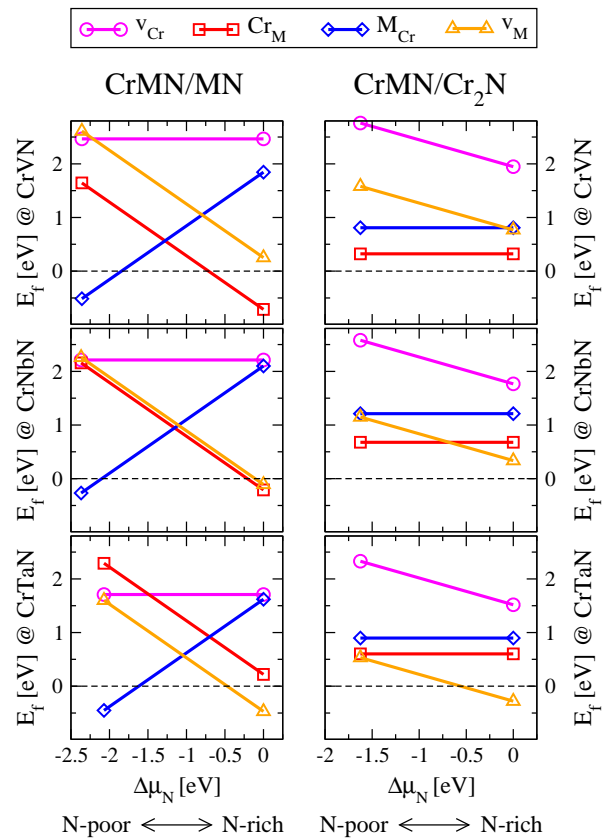 v_Cr Cr_M M_Cr v_M
CrMN/MN CrMN/Cr₂N
E_f [eV] @ CrVN
2
1
0
E_f [eV] @ CrVN
2
1
0
E_f [eV] @ CrNbN
2
1
0
E_f [eV] @ CrNbN
2
1
0
E_f [eV] @ CrTaN
2
1
0
E_f [eV] @ CrTaN
2
1
0
-2.5 -2 -1.5 -1 -0.5 0
-2 -1.5 -1 -0.5 0
Δμ_N [eV] Δμ_N [eV]
N-poor ⟷ N-rich N-poor ⟷ N-rich